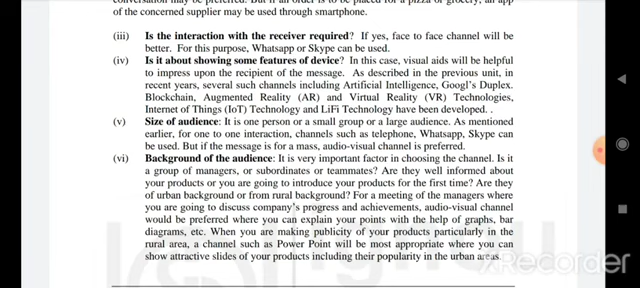 conversation may be preferred. But if an order is to be placed for a pizza or grocery, an app
of the concerned supplier may be used through smartphone.
(iii) Is the interaction with the receiver required? If yes, face to face channel will be
better. For this purpose, Whatsapp or Skype can be used.
(iv) Is it about showing some features of device? In this case, visual aids will be helpful
to impress upon the recipient of the message. As described in the previous unit, in
recent years, several such channels including Artificial Intelligence, Googl's Duplex.
Blockchain, Augmented Reality (AR) and Virtual Reality (VR) Technologies,
Internet of Things (IoT) Technology and LiFi Technology have been developed. .
(v) Size of audience: It is one person or a small group or a large audience. As mentioned
earlier, for one to one interaction, channels such as telephone, Whatsapp, Skype can
be used. But if the message is for a mass, audio-visual channel is preferred.
(vi) Background of the audience: It is very important factor in choosing the channel. Is it
a group of managers, or subordinates or teammates? Are they well informed about
your products or you are going to introduce your products for the first time? Are they
of urban background or from rural background? For a meeting of the managers where
you are going to discuss company's progress and achievements, audio-visual channel
would be preferred where you can explain your points with the help of graphs, bar
diagrams, etc. When you are making publicity of your products particularly in the
rural area, a channel such as Power Point will be most appropriate where you can
show attractive slides of your products including their popularity in the urban areas.
XRecorder